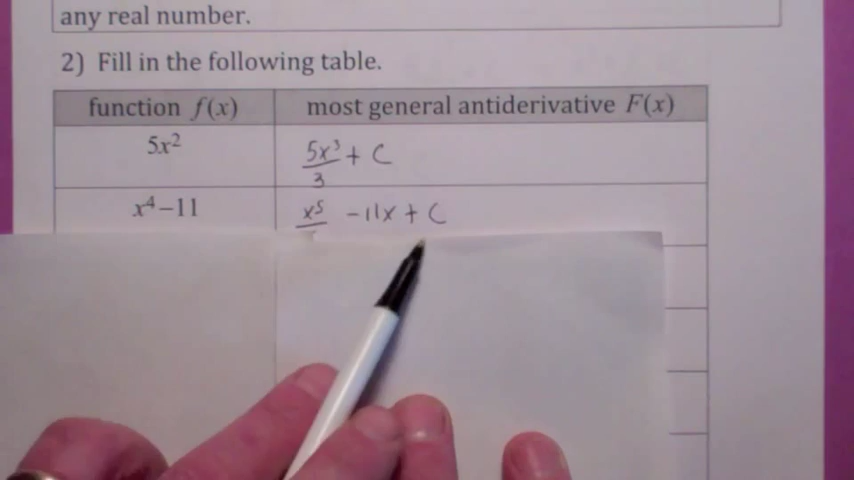 any real number.
2) Fill in the following table.
function f(x) most general antiderivative F(x)
5x² 5x³/3 + C
x⁴–11 x⁵/ -11x + C